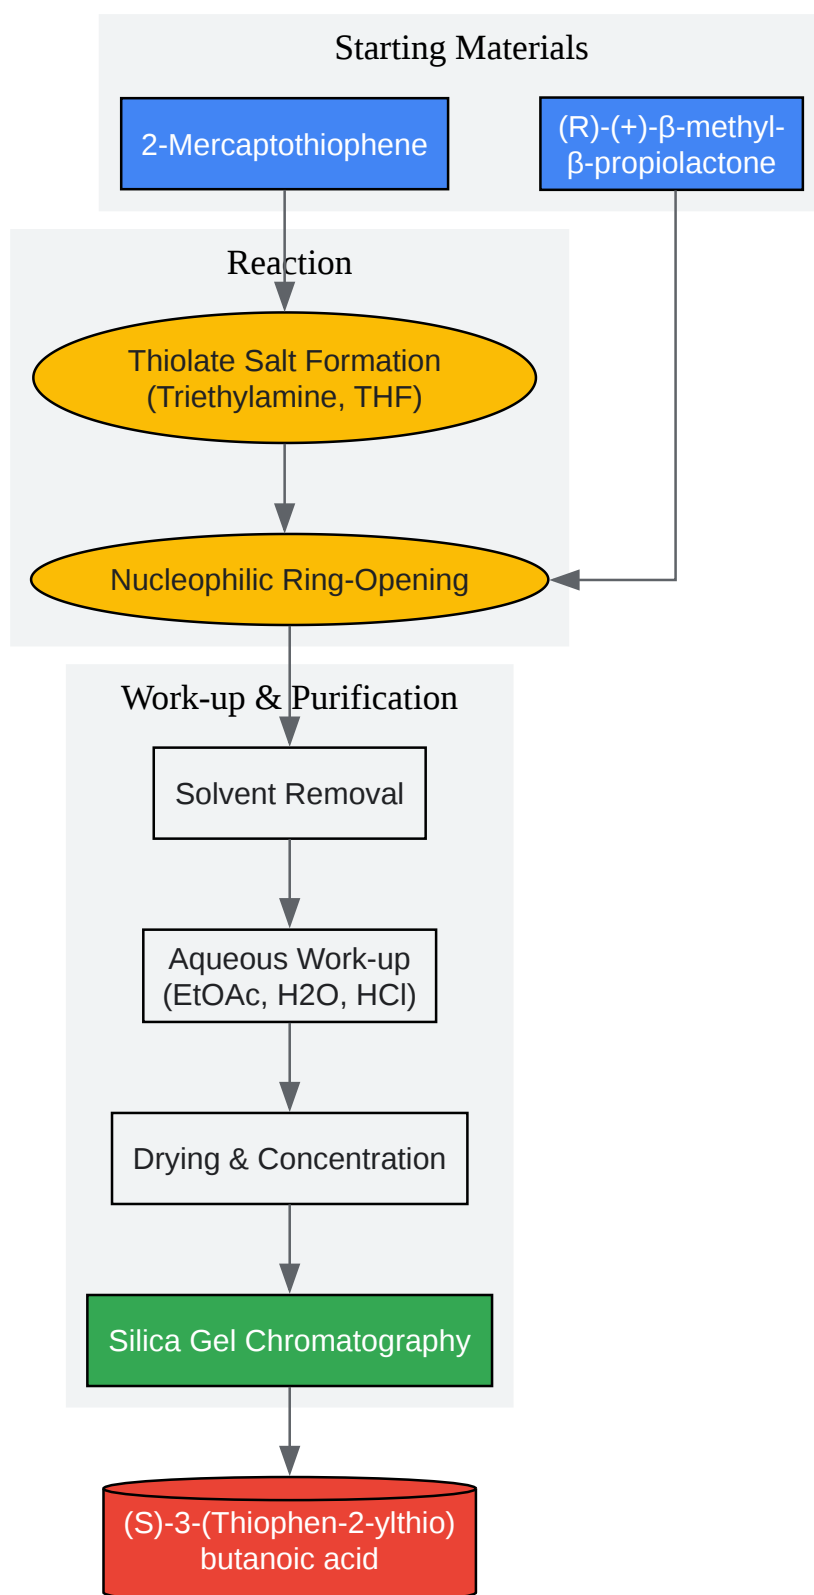 Starting Materials
2-Mercaptothiophene
(R)-(+)-β-methyl-
β-propiolactone
Reaction
Thiolate Salt Formation
(Triethylamine, THF)
Nucleophilic Ring-Opening
Work-up & Purification
Solvent Removal
Aqueous Work-up
(EtOAc, H2O, HCl)
Drying & Concentration
Silica Gel Chromatography
(S)-3-(Thiophen-2-ylthio)
butanoic acid